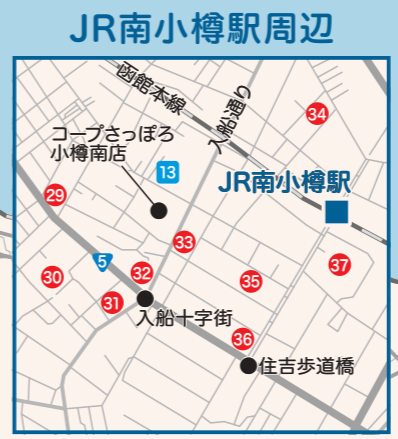 JR南小樽駅周辺
函館本線
入船通り
34
コープさっぽろ
小樽南店
13
JR南小樽駅
29
33
5
30
32
31
35
37
入船十字街
36
住吉歩道橋